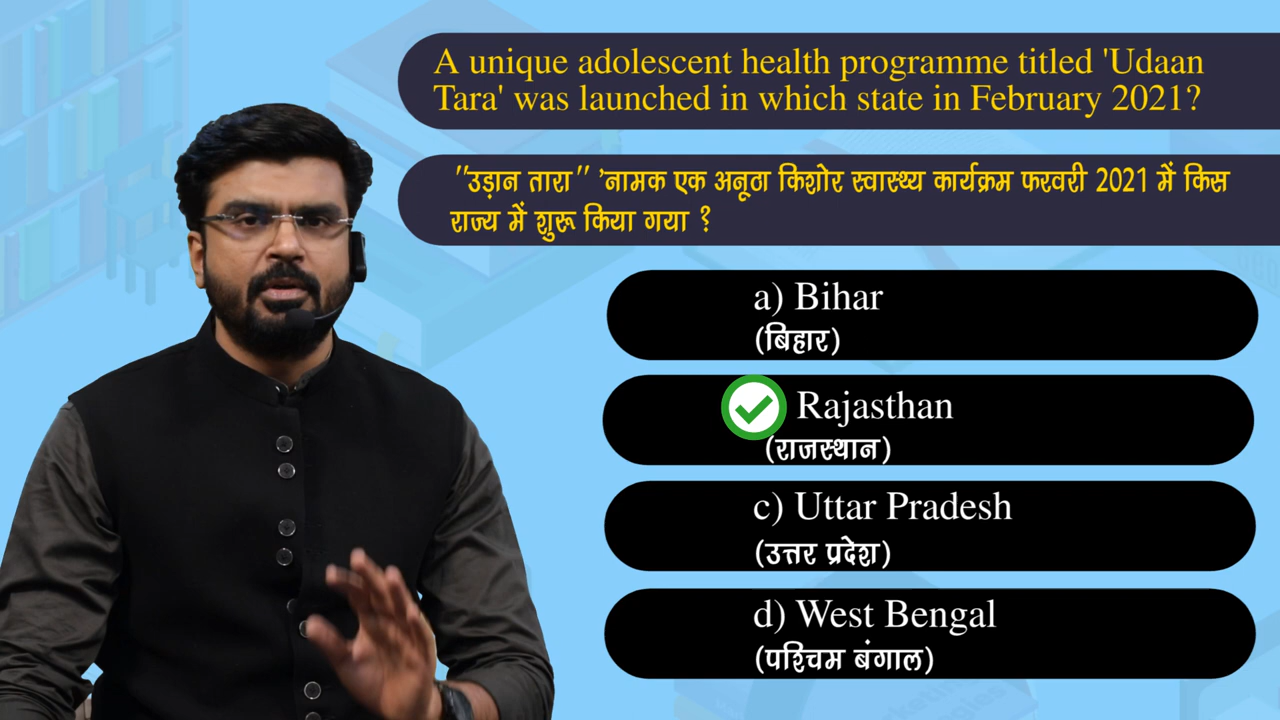 A unique adolescent health programme titled 'Udaan
Tara' was launched in which state in February 2021?
"उड़ान तारा" 'नामक एक अनूठा किशोर स्वास्थ्य कार्यक्रम फरवरी 2021 में किस
राज्य में शुरू किया गया ?
a) Bihar
(बिहार)
Rajasthan
(राजस्थान)
c) Uttar Pradesh
(उत्तर प्रदेश)
d) West Bengal
(पश्चिम बंगाल)